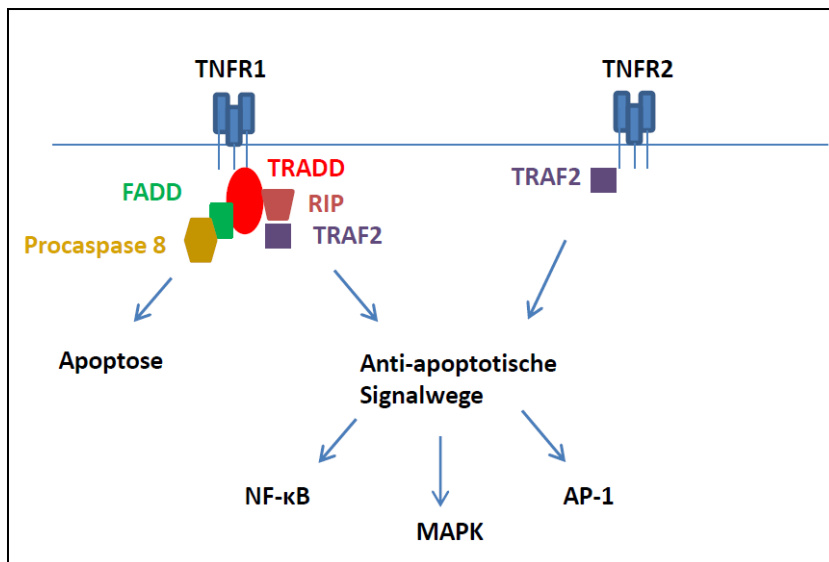 TNFR1
TNFR2
TRADD
FADD
RIP
TRAF2
TRAF2
Procaspase 8
Apoptose
Anti-apoptotische
Signalwege
NF-κB
MAPK
AP-1